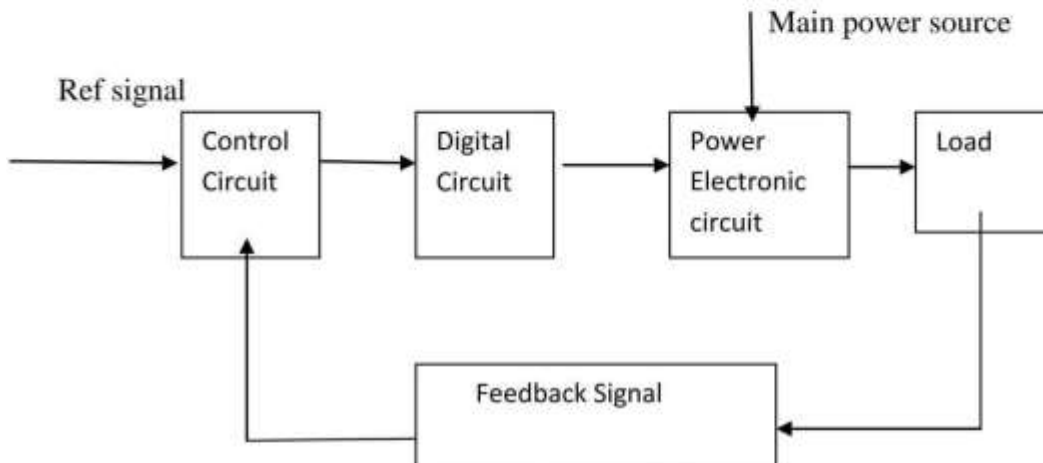 Main power source
Ref signal
Control
Circuit
Digital
Circuit
Power
Electronic
circuit
Load
Feedback Signal